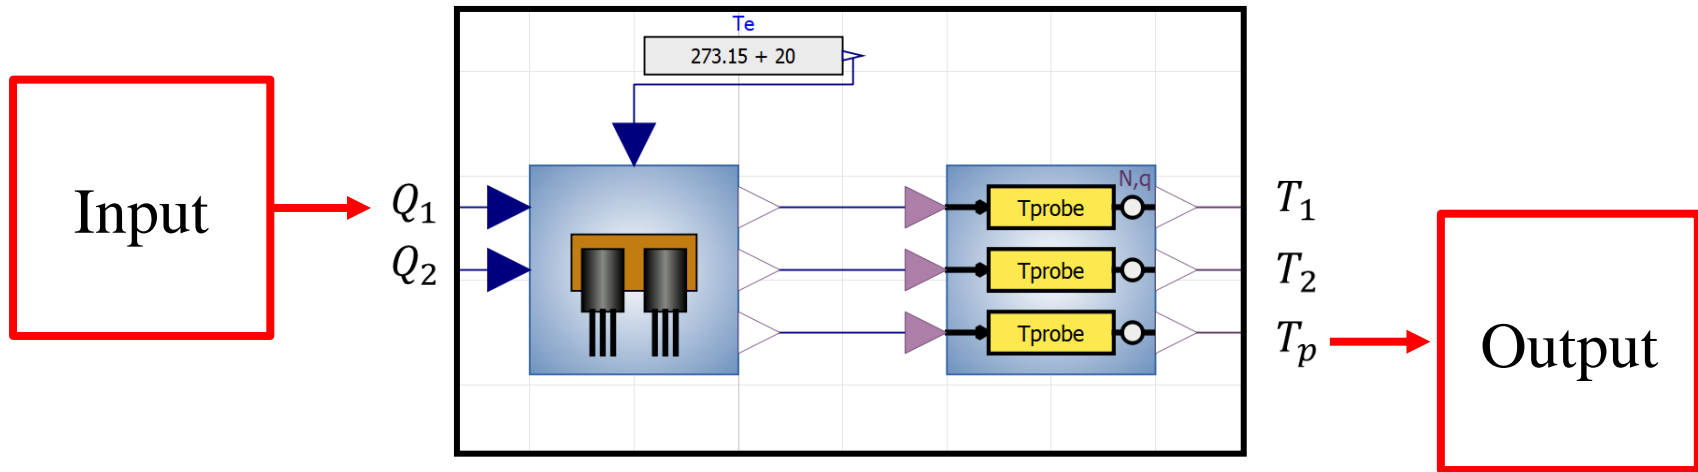 Te
273.15 + 20
Input
Q₁
Q₂
N,q
Tprobe
Tprobe
Tprobe
T₁
T₂
Tₚ
Output